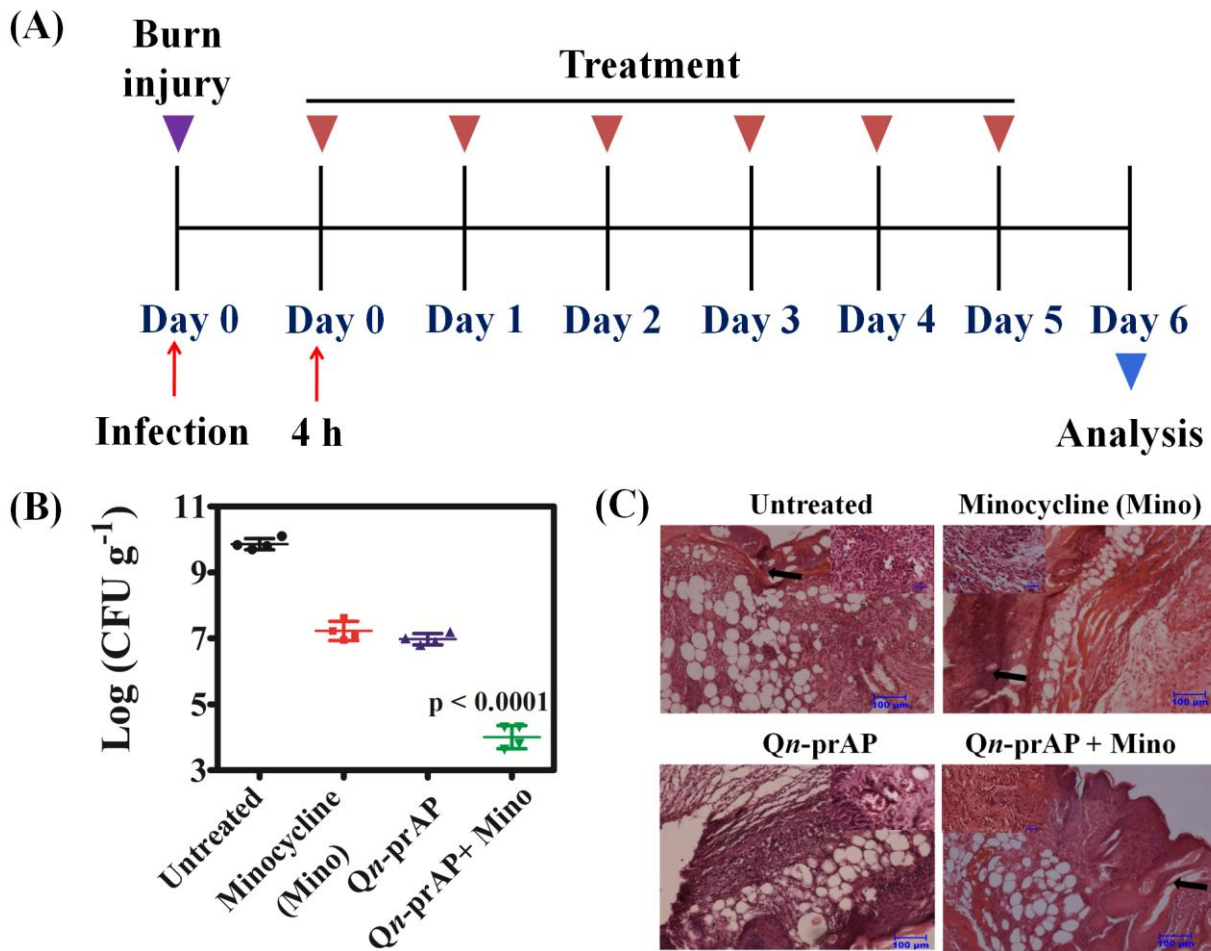 (A)
Burn
injury
Treatment
Day 0
Day 0
Day 1
Day 2
Day 3
Day 4
Day 5
Day 6
Infection
4 h
Analysis
(B)
Log (CFU g⁻¹)
11
9
7
5
3
p < 0.0001
Untreated
Minocycline
(Mino)
Qn-prAP
Qn-prAP+ Mino
(C)
Untreated
Minocycline (Mino)
100 μm
100 μm
Qn-prAP
Qn-prAP + Mino
100 μm
100 μm